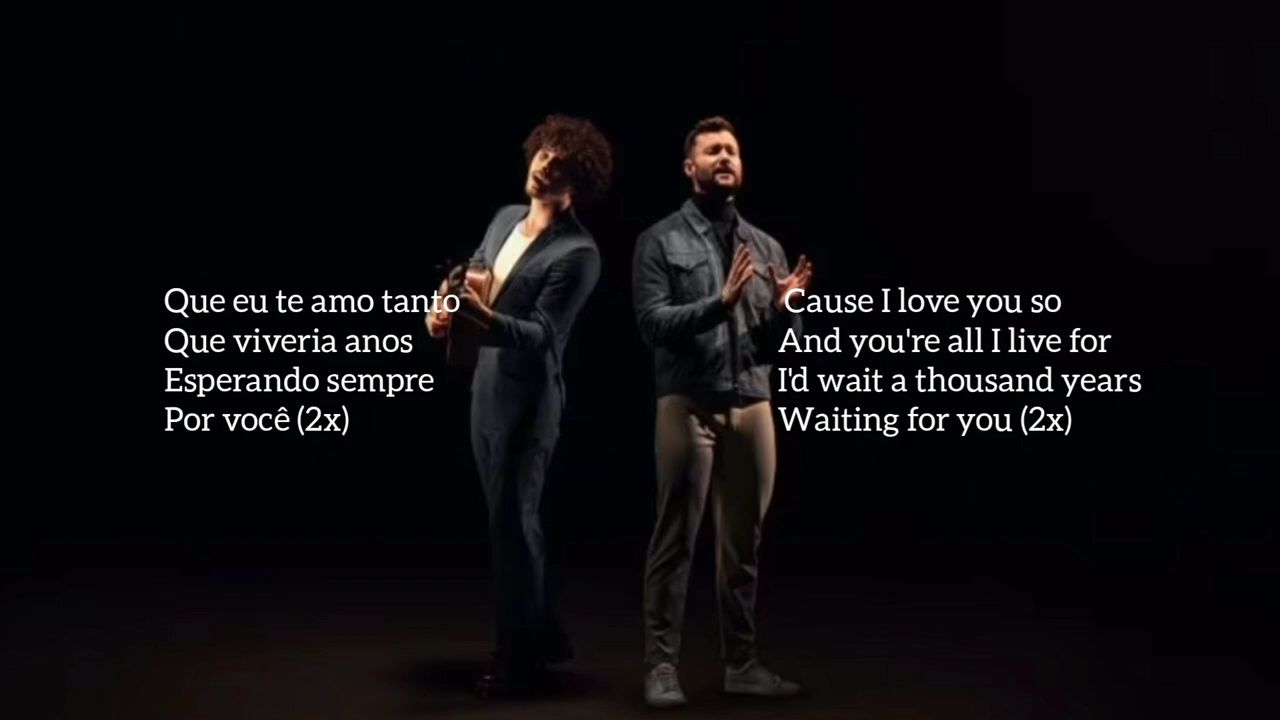 Que eu te amo tanto
Que viveria anos
Esperando sempre
Por você (2x)
Cause I love you so
And you're all I live for
I'd wait a thousand years
Waiting for you (2x)